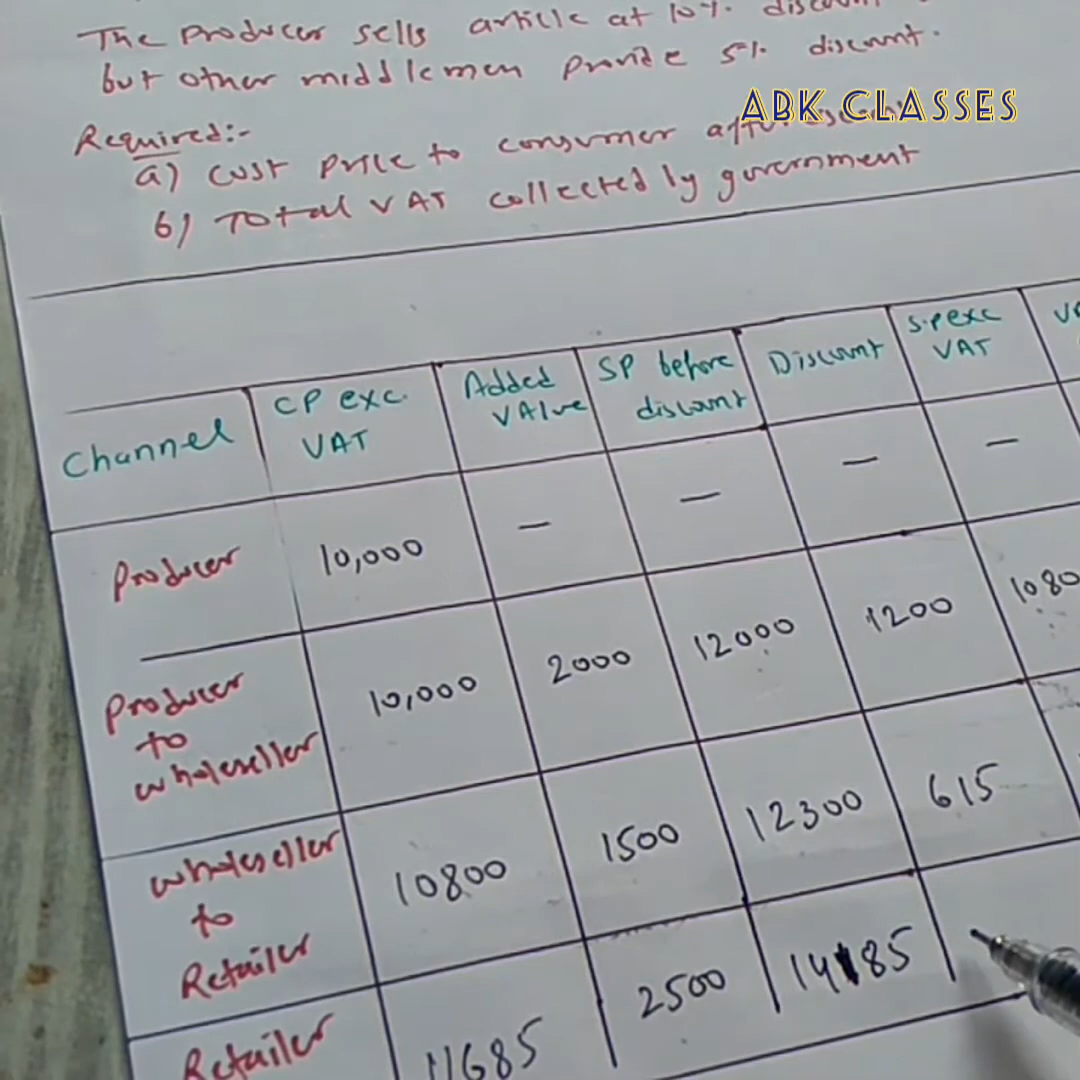 The producer sells article at 10% discount
but other middlemen provide 5% discount.
ABK CLASSES
Required:-
a) cust price to consumer
b) Total VAT collected by government
Channel
CP exc. VAT
Added VAlue
SP before discount
Discount
S.P exc VAT
producer
10,000
—
—
—
—
producer to wholeseller
10,000
2000
12000
1200
1080
wholeseller to Retailer
10800
1500
12300
615
Retailer
11685
2500
14185